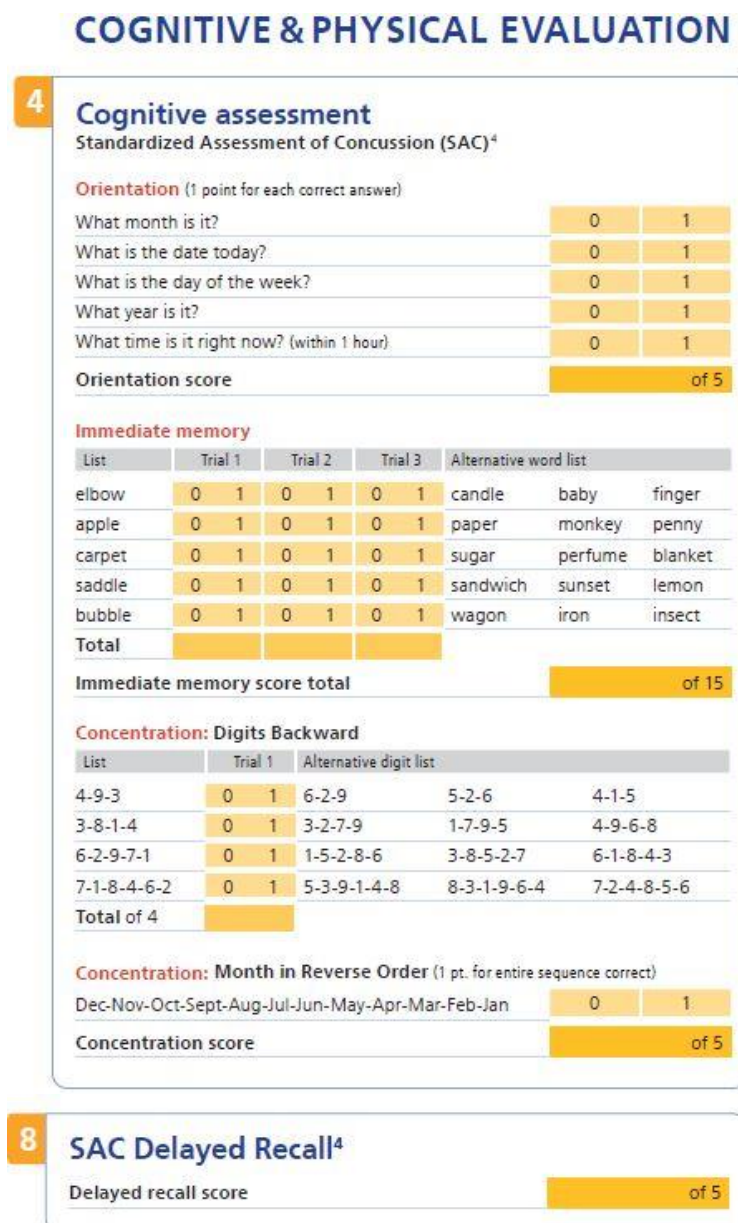 COGNITIVE & PHYSICAL EVALUATION
4
Cognitive assessment
Standardized Assessment of Concussion (SAC)⁴
Orientation (1 point for each correct answer)
What month is it? 0 1
What is the date today? 0 1
What is the day of the week? 0 1
What year is it? 0 1
What time is it right now? (within 1 hour) 0 1
Orientation score of 5
Immediate memory
List Trial 1 Trial 2 Trial 3 Alternative word list
elbow 0 1 0 1 0 1 candle baby finger
apple 0 1 0 1 0 1 paper monkey penny
carpet 0 1 0 1 0 1 sugar perfume blanket
saddle 0 1 0 1 0 1 sandwich sunset lemon
bubble 0 1 0 1 0 1 wagon iron insect
Total
Immediate memory score total of 15
Concentration: Digits Backward
List Trial 1 Alternative digit list
4-9-3 0 1 6-2-9 5-2-6 4-1-5
3-8-1-4 0 1 3-2-7-9 1-7-9-5 4-9-6-8
6-2-9-7-1 0 1 1-5-2-8-6 3-8-5-2-7 6-1-8-4-3
7-1-8-4-6-2 0 1 5-3-9-1-4-8 8-3-1-9-6-4 7-2-4-8-5-6
Total of 4
Concentration: Month in Reverse Order (1 pt. for entire sequence correct)
Dec-Nov-Oct-Sept-Aug-Jul-Jun-May-Apr-Mar-Feb-Jan 0 1
Concentration score of 5
8
SAC Delayed Recall⁴
Delayed recall score of 5